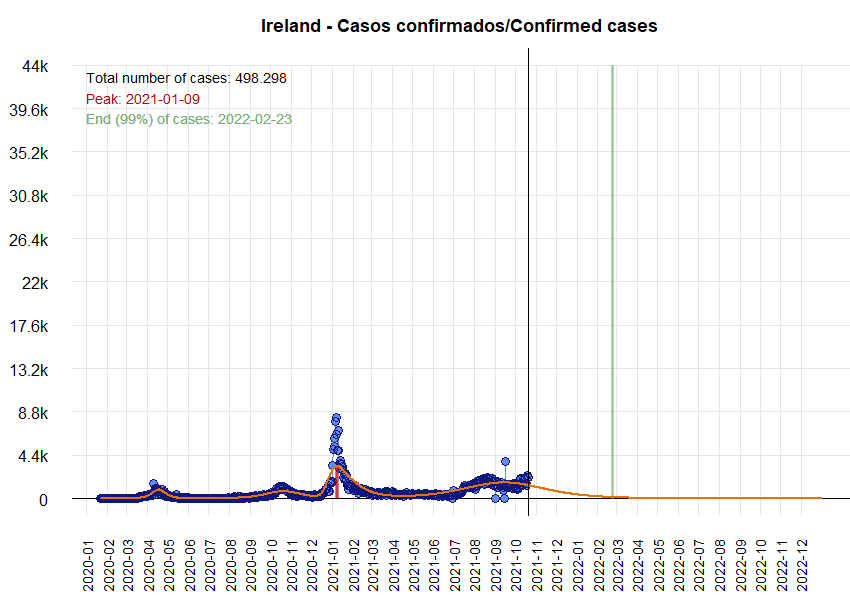 Ireland - Casos confirmados/Confirmed cases
44k
Total number of cases: 498.298
Peak: 2021-01-09
39.6k
End (99%) of cases: 2022-02-23
35.2k
30.8k
26.4k
22k
17.6k
13.2k
8.8k
4.4k
0
2020-01
2020-02
2020-03
2020-04
2020-05
2020-06
2020-07
2020-08
2020-09
2020-10
2020-11
2020-12
2021-01
2021-02
2021-03
2021-04
2021-05
2021-06
2021-07
2021-08
2021-09
2021-10
2021-11
2021-12
2022-01
2022-02
2022-03
2022-04
2022-05
2022-06
2022-07
2022-08
2022-09
2022-10
2022-11
2022-12